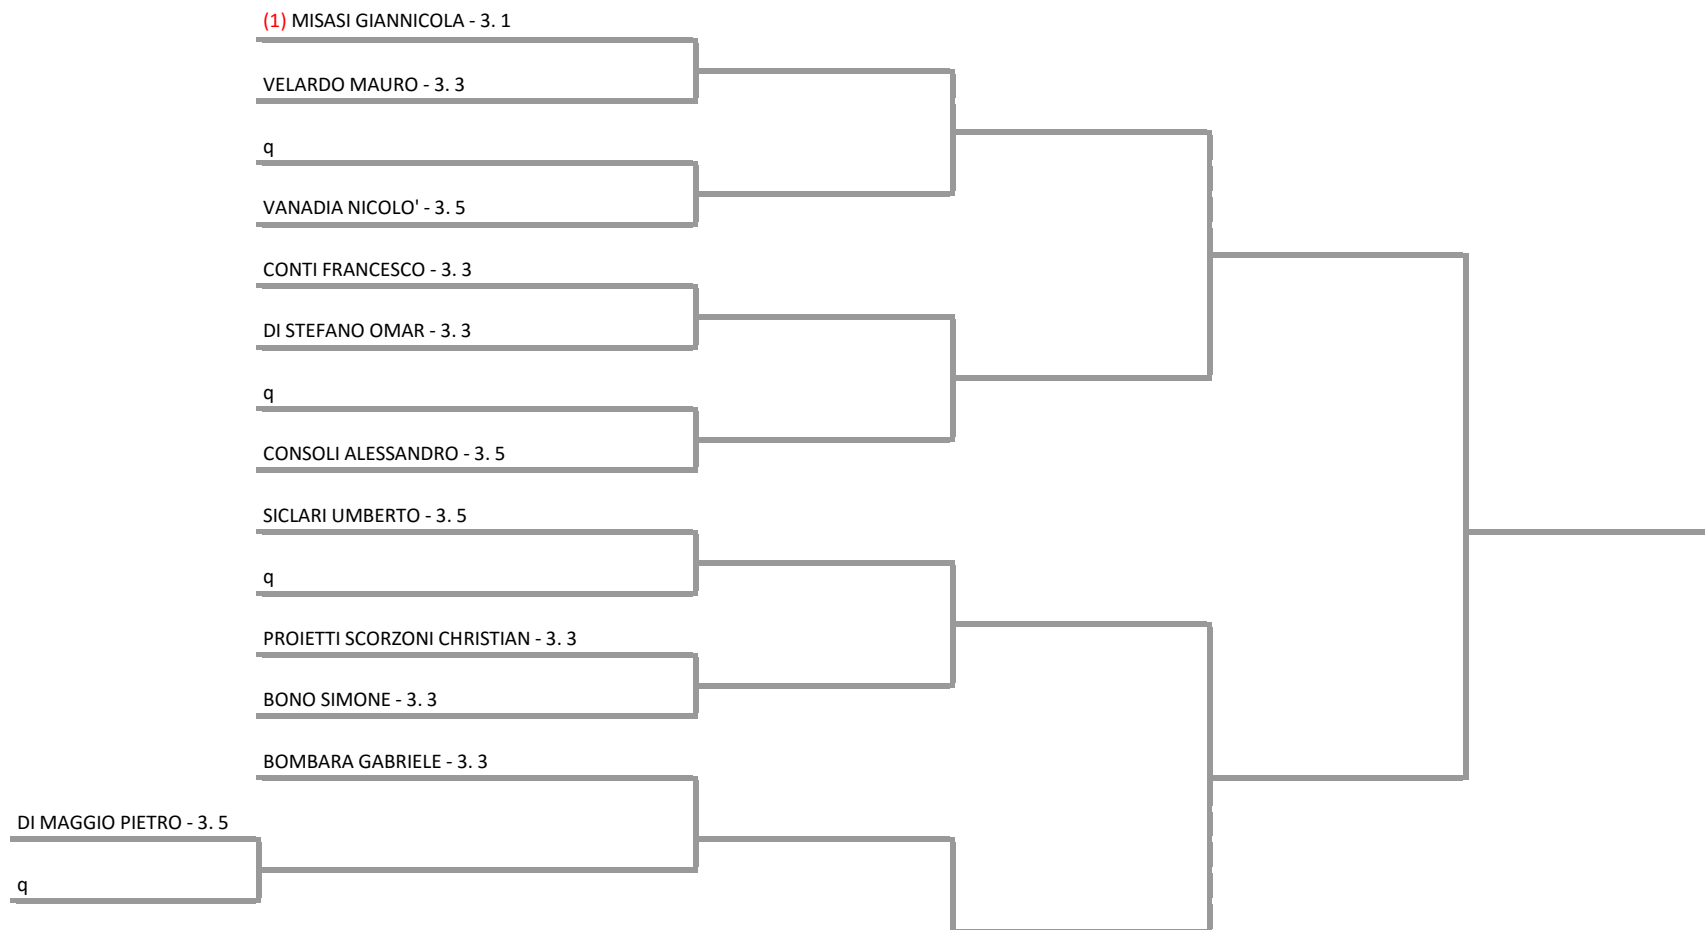 (1) MISASI GIANNICOLA - 3. 1
VELARDO MAURO - 3. 3
q
VANADIA NICOLO' - 3. 5
CONTI FRANCESCO - 3. 3
DI STEFANO OMAR - 3. 3
q
CONSOLI ALESSANDRO - 3. 5
SICLARI UMBERTO - 3. 5
q
PROIETTI SCORZONI CHRISTIAN - 3. 3
BONO SIMONE - 3. 3
BOMBARA GABRIELE - 3. 3
DI MAGGIO PIETRO - 3. 5
q